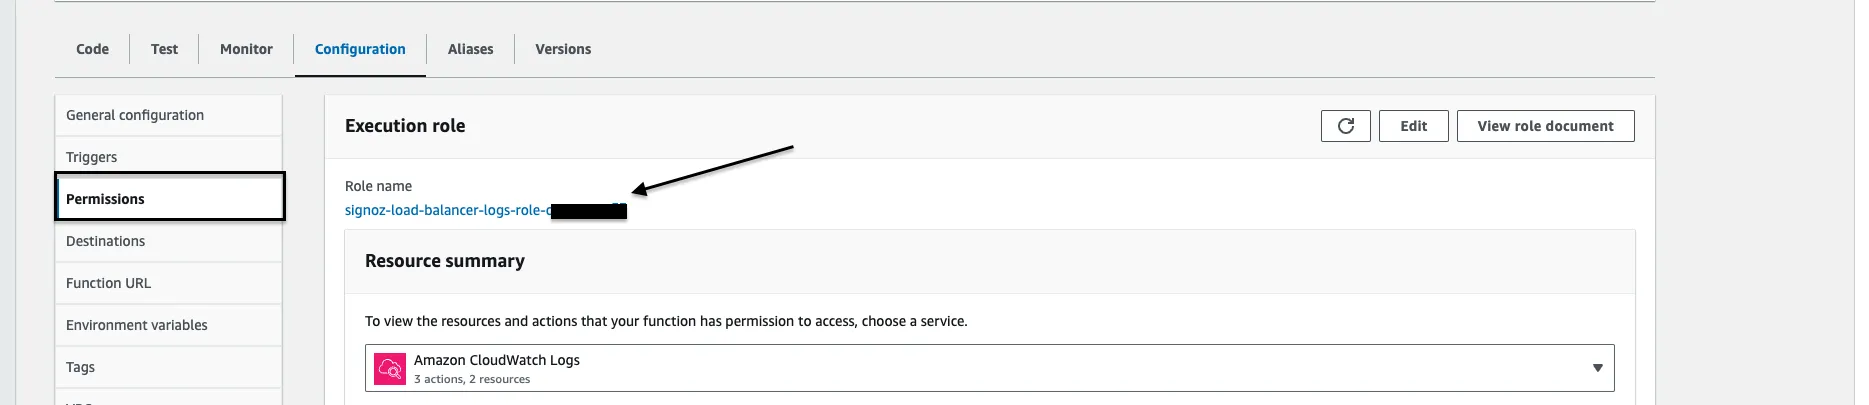 Code Test Monitor Configuration Aliases Versions
General configuration
Triggers
Permissions
Destinations
Function URL
Environment variables
Tags
Execution role
Edit
View role document
Role name
signoz-load-balancer-logs-role-
Resource summary
To view the resources and actions that your function has permission to access, choose a service.
Amazon CloudWatch Logs
3 actions, 2 resources